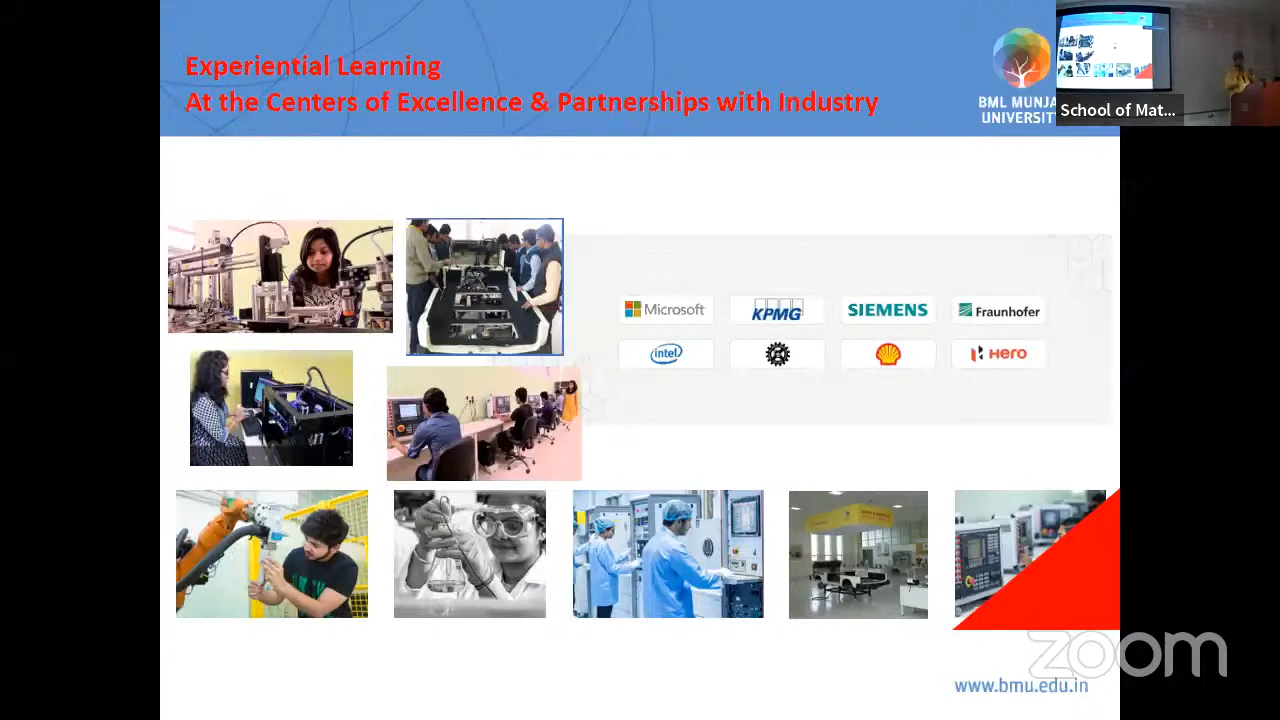 Experiential Learning
At the Centers of Excellence & Partnerships with Industry
BML MUNJA
UNIVERSITY
School of Mat...
Microsoft
KPMG
SIEMENS
Fraunhofer
intel
Hero
zoom
www.bmu.edu.in